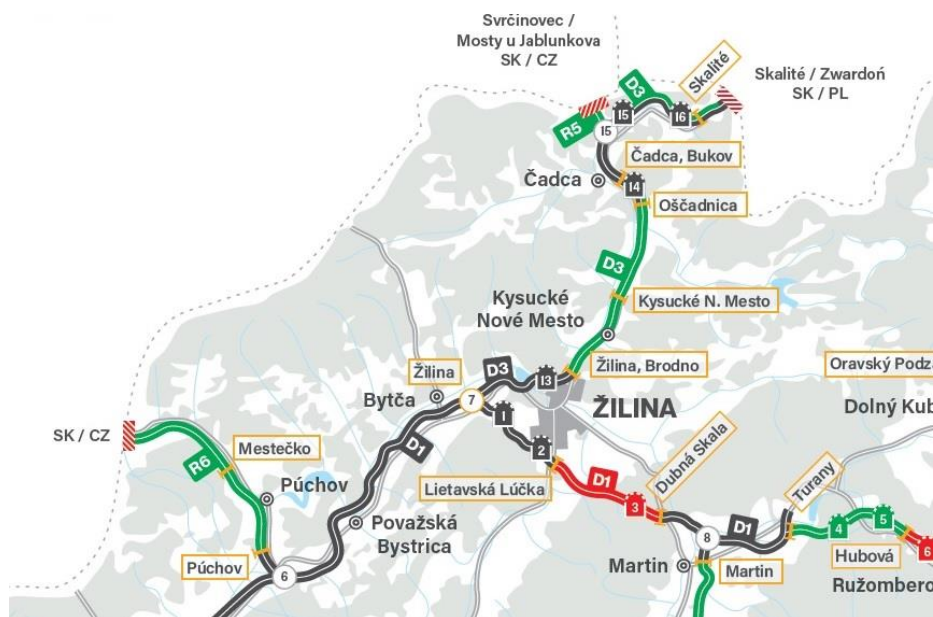 Svrčinovec /
Mosty u Jablunkova
SK / CZ
Skalité
Skalité / Zwardoń
SK / PL
D3
R5
I5
I5
I6
Čadca, Bukov
Čadca
I4
Oščadnica
D3
Kysucké
Nové Mesto
Kysucké N. Mesto
Žilina
D3
I3
Žilina, Brodno
Oravský Podzá
Bytča
7
1
ŽILINA
Dolný Kub
SK / CZ
Mestečko
R6
D1
2
Dubná Skala
Púchov
Lietavská Lúčka
D1
Turany
3
Považská
Bystrica
8
D1
4
5
6
Púchov
6
Martin
Martin
Hubová
Ružombero